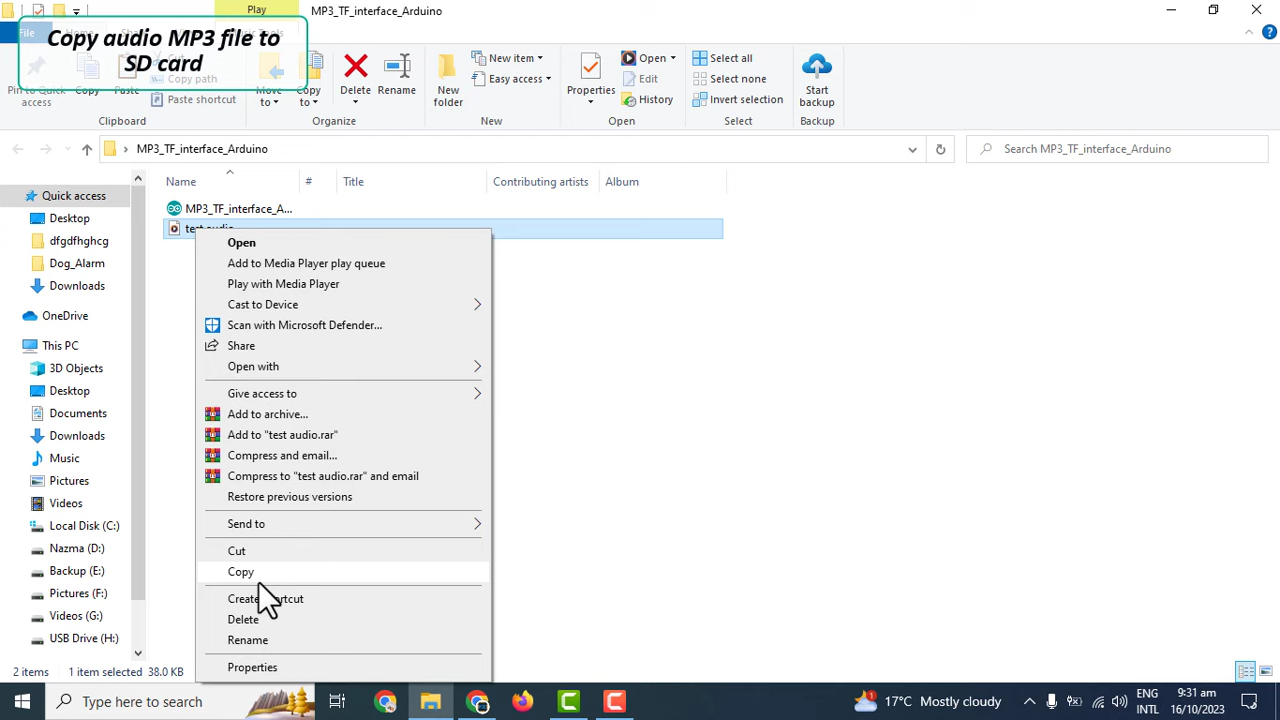 Play
MP3_TF_interface_Arduino
File
Copy audio MP3 file to
SD card
Copy path
Paste shortcut
Pin to Quick
access
Copy
Paste
Clipboard
Move
to
Copy
to
Delete
Rename
Organize
New
folder
New item
Easy access
New
Properties
Open
Edit
History
Open
Select all
Select none
Invert selection
Select
Start
backup
Backup
MP3_TF_interface_Arduino
Search MP3_TF_interface_Arduino
Name
#
Title
Contributing artists
Album
Quick access
Desktop
dfgdfhghcg
Dog_Alarm
Downloads
OneDrive
This PC
3D Objects
Desktop
Documents
Downloads
Music
Pictures
Videos
Local Disk (C:)
Nazma (D:)
Backup (E:)
Pictures (F:)
Videos (G:)
USB Drive (H:)
MP3_TF_interface_A...
test audio
Open
Add to Media Player play queue
Play with Media Player
Cast to Device
Scan with Microsoft Defender...
Share
Open with
Give access to
Add to archive...
Add to "test audio.rar"
Compress and email...
Compress to "test audio.rar" and email
Restore previous versions
Send to
Cut
Copy
Create shortcut
Delete
Rename
Properties
2 items
1 item selected 38.0 KB
Type here to search
1
17°C Mostly cloudy
ENG
INTL
9:31 am
16/10/2023